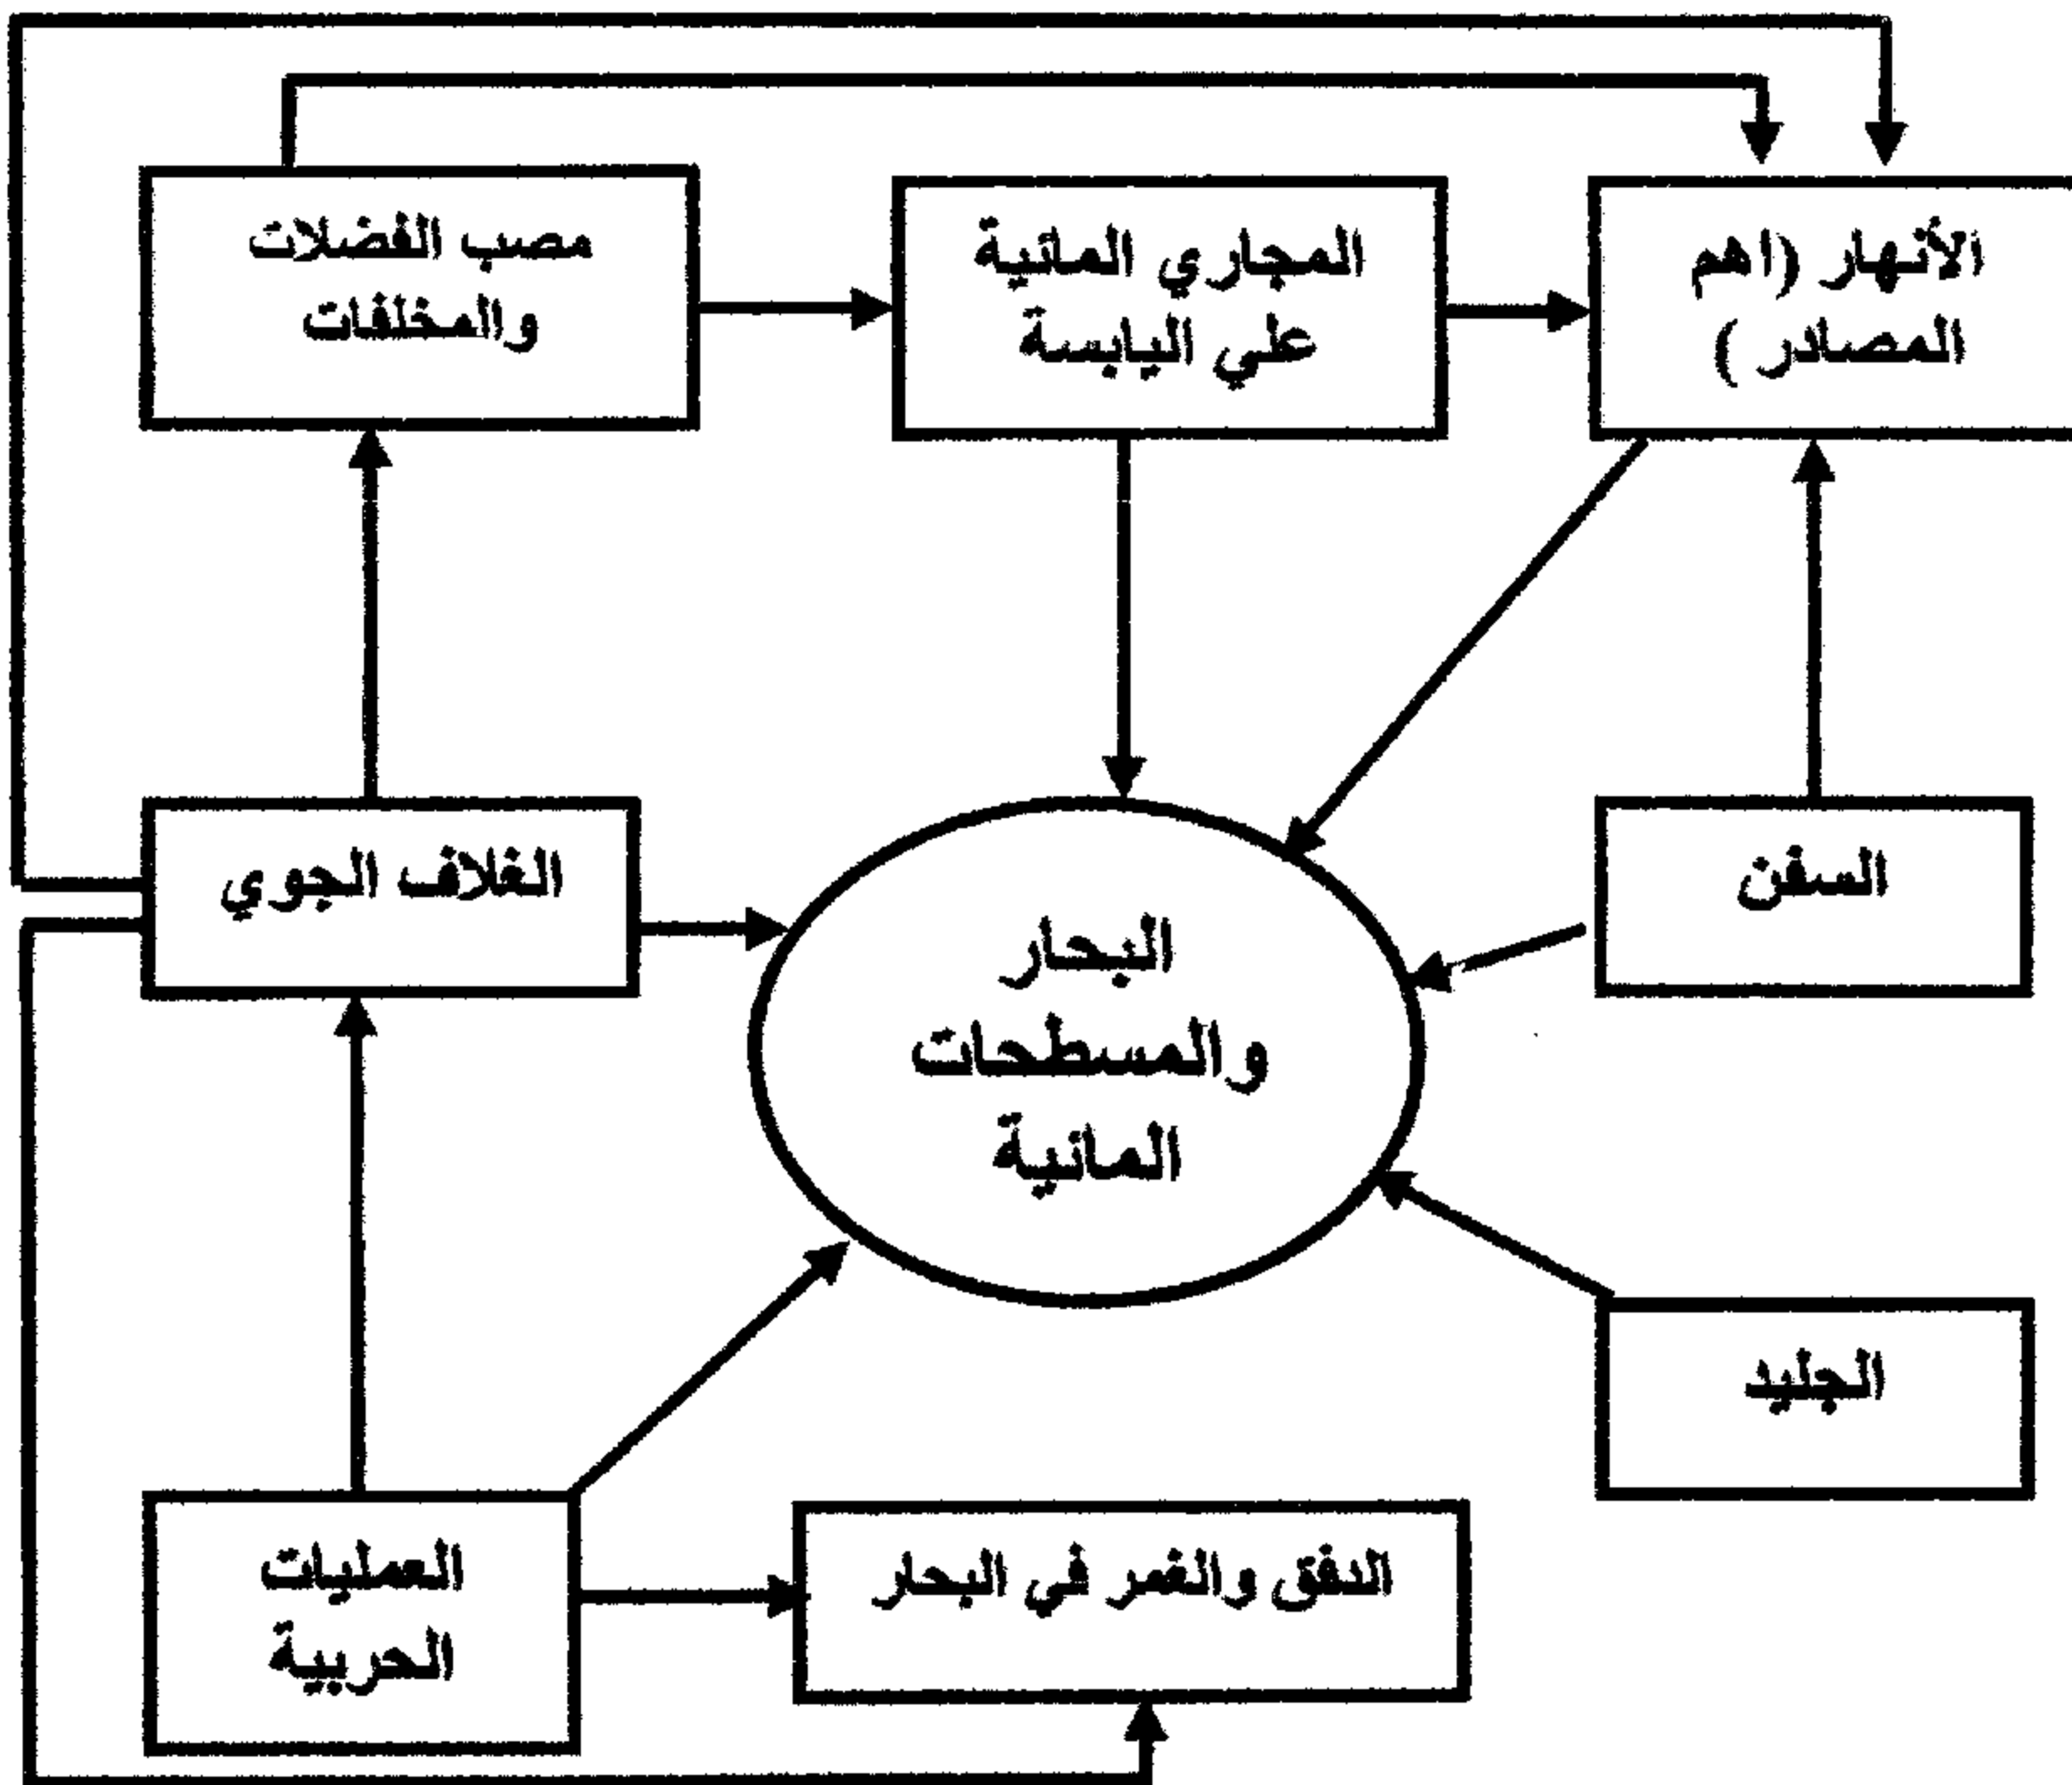 الأنهار (اهم
المصادر )
المجاري المائية
علي اليابسة
مصب الفضلات
والمخلفات
السفن
الغلاف الجوي
البحار
والمسطحات
المائية
الجليد
الدفق والغمر في البحار
العمليات
الحربية